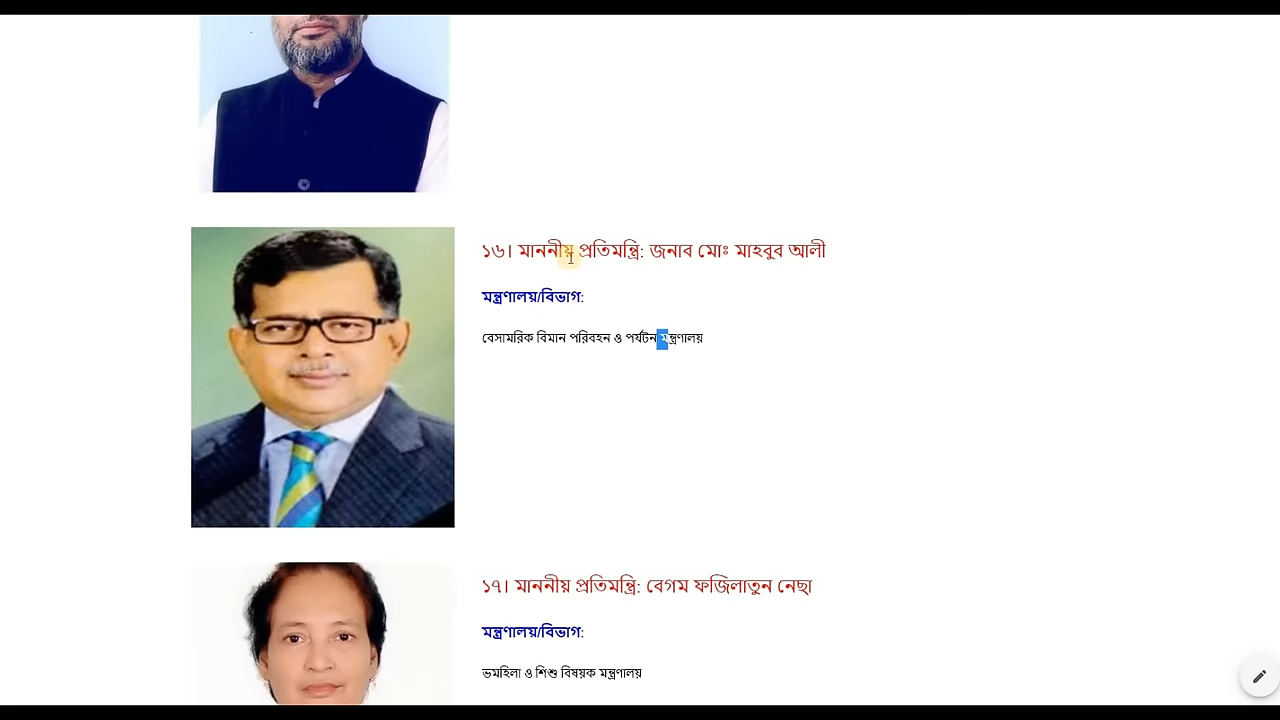 ১৬। মাননীয় প্রতিমন্ত্রি: জনাব মোঃ মাহবুব আলী
মন্ত্রণালয়/বিভাগ:
বেসামরিক বিমান পরিবহন ও পর্যটন মন্ত্রণালয়
১৭। মাননীয় প্রতিমন্ত্রি: বেগম ফজিলাতুন নেছা
মন্ত্রণালয়/বিভাগ:
ভমহিলা ও শিশু বিষয়ক মন্ত্রণালয়